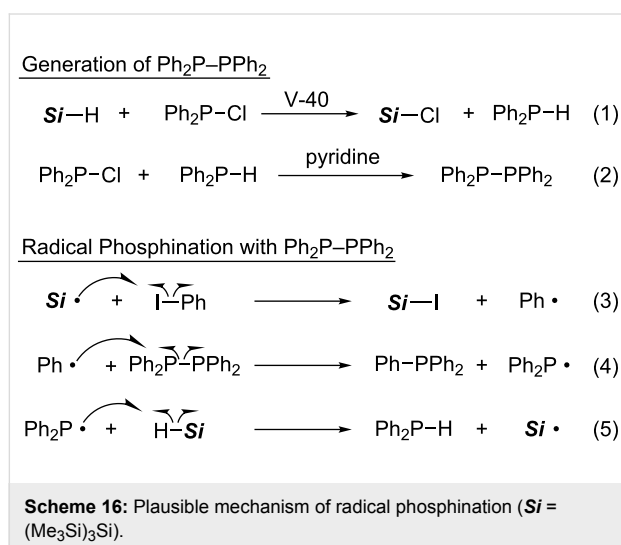 Generation of Ph₂P–PPh₂
Si–H + Ph₂P–Cl V-40 Si–Cl + Ph₂P–H (1)
Ph₂P–Cl + Ph₂P–H pyridine Ph₂P–PPh₂ (2)
Radical Phosphination with Ph₂P–PPh₂
Si• + I–Ph Si–I + Ph• (3)
Ph• + Ph₂P–PPh₂ Ph–PPh₂ + Ph₂P• (4)
Ph₂P• + H–Si Ph₂P–H + Si• (5)
Scheme 16: Plausible mechanism of radical phosphination (Si =
(Me₃Si)₃Si).